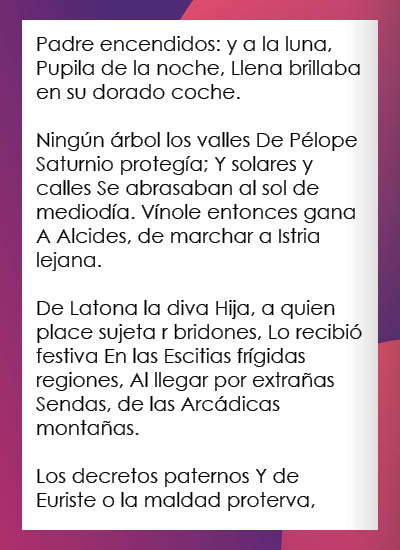 Padre encendidos: y a la luna,
Pupila de la noche, Llena brillaba
en su dorado coche.
Ningún árbol los valles De Pélope
Saturnio protegía; Y solares y
calles Se abrasaban al sol de
mediodía. Vínole entonces gana
A Alcides, de marchar a Istria
lejana.
De Latona la diva Hija, a quien
place sujeta r bridones, Lo recibió
festiva En las Escitias frígidas
regiones, Al llegar por extrañas
Sendas, de las Arcádicas
montañas.
Los decretos paternos Y de
Euriste o la maldad proterva,